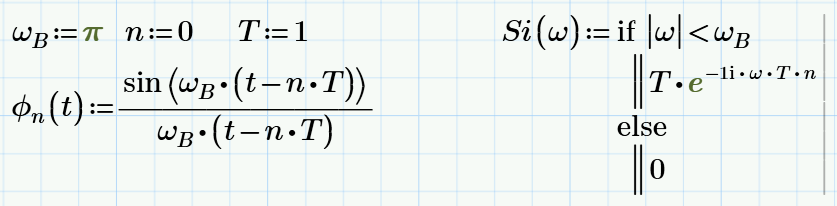 ω_B:=π n:=0 T:=1
ϕ_n(t):=sin(ω_B⋅(t−n⋅T))/ω_B⋅(t−n⋅T)
Si(ω):=if |ω|<ω_B
‖T⋅e^(−1i⋅ω⋅T⋅n)
else
‖0